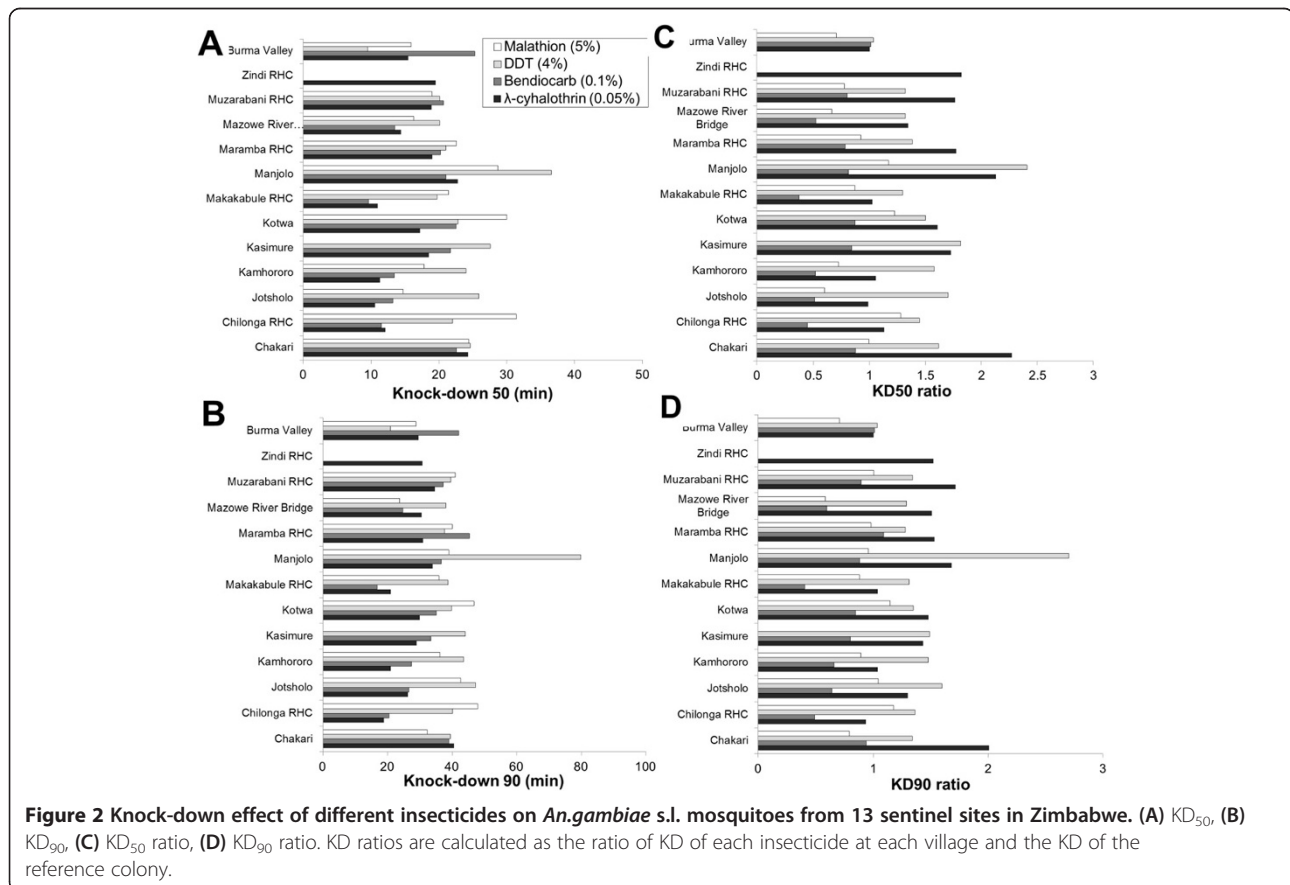 A
Burma Valley
Zindi RHC
Muzarabani RHC
Mazowe River...
Maramba RHC
Manjolo
Makakabule RHC
Kotwa
Kasimure
Kamhororo
Jotsholo
Chilonga RHC
Chakari
0 10 20 30 40 50
Knock-down 50 (min)
Malathion (5%)
DDT (4%)
Bendiocarb (0.1%)
λ-cyhalothrin (0.05%)
C
urma Valley
Zindi RHC
Muzarabani RHC
Mazowe River
Bridge
Maramba RHC
Manjolo
Makakabule RHC
Kotwa
Kasimure
Kamhororo
Jotsholo
Chilonga RHC
Chakari
0 0.5 1 1.5 2 2.5 3
KD50 ratio
B
Burma Valley
Zindi RHC
Muzarabani RHC
Mazowe River Bridge
Maramba RHC
Manjolo
Makakabule RHC
Kotwa
Kasimure
Kamhororo
Jotsholo
Chilonga RHC
Chakari
0 20 40 60 80 100
Knock-down 90 (min)
D
Burma Valley
Zindi RHC
Muzarabani RHC
Mazowe River
Bridge
Maramba RHC
Manjolo
Makakabule RHC
Kotwa
Kasimure
Kamhororo
Jotsholo
Chilonga RHC
Chakari
0 1 2 3
KD90 ratio
Figure 2 Knock-down effect of different insecticides on An.gambiae s.l. mosquitoes from 13 sentinel sites in Zimbabwe. (A) KD50, (B)
KD90, (C) KD50 ratio, (D) KD90 ratio. KD ratios are calculated as the ratio of KD of each insecticide at each village and the KD of the
reference colony.